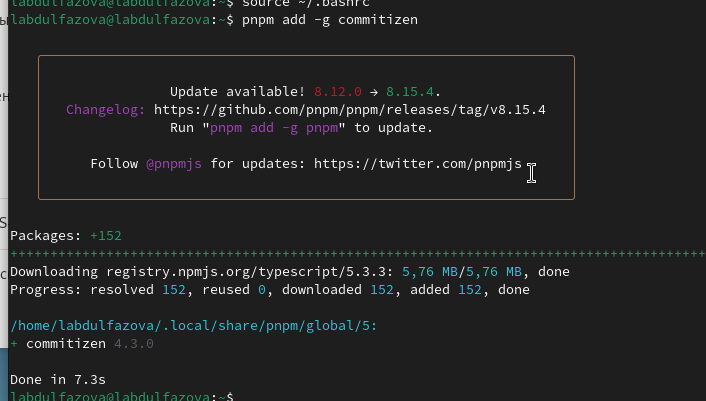 labdulfazova@labdulfazova:~$ source ~/.bashrc
labdulfazova@labdulfazova:~$ pnpm add -g commitizen
Update available! 8.12.0 → 8.15.4.
Changelog: https://github.com/pnpm/pnpm/releases/tag/v8.15.4
Run "pnpm add -g pnpm" to update.
Follow @pnpmjs for updates: https://twitter.com/pnpmjs
Packages: +152
++++++++++++++++++++++++++++++++++++++++++++++++++++++++++++++++++++++++++++++++++++++
Downloading registry.npmjs.org/typescript/5.3.3: 5,76 MB/5,76 MB, done
Progress: resolved 152, reused 0, downloaded 152, added 152, done
/home/labdulfazova/.local/share/pnpm/global/5:
+ commitizen 4.3.0
Done in 7.3s
labdulfazova@labdulfazova:~$